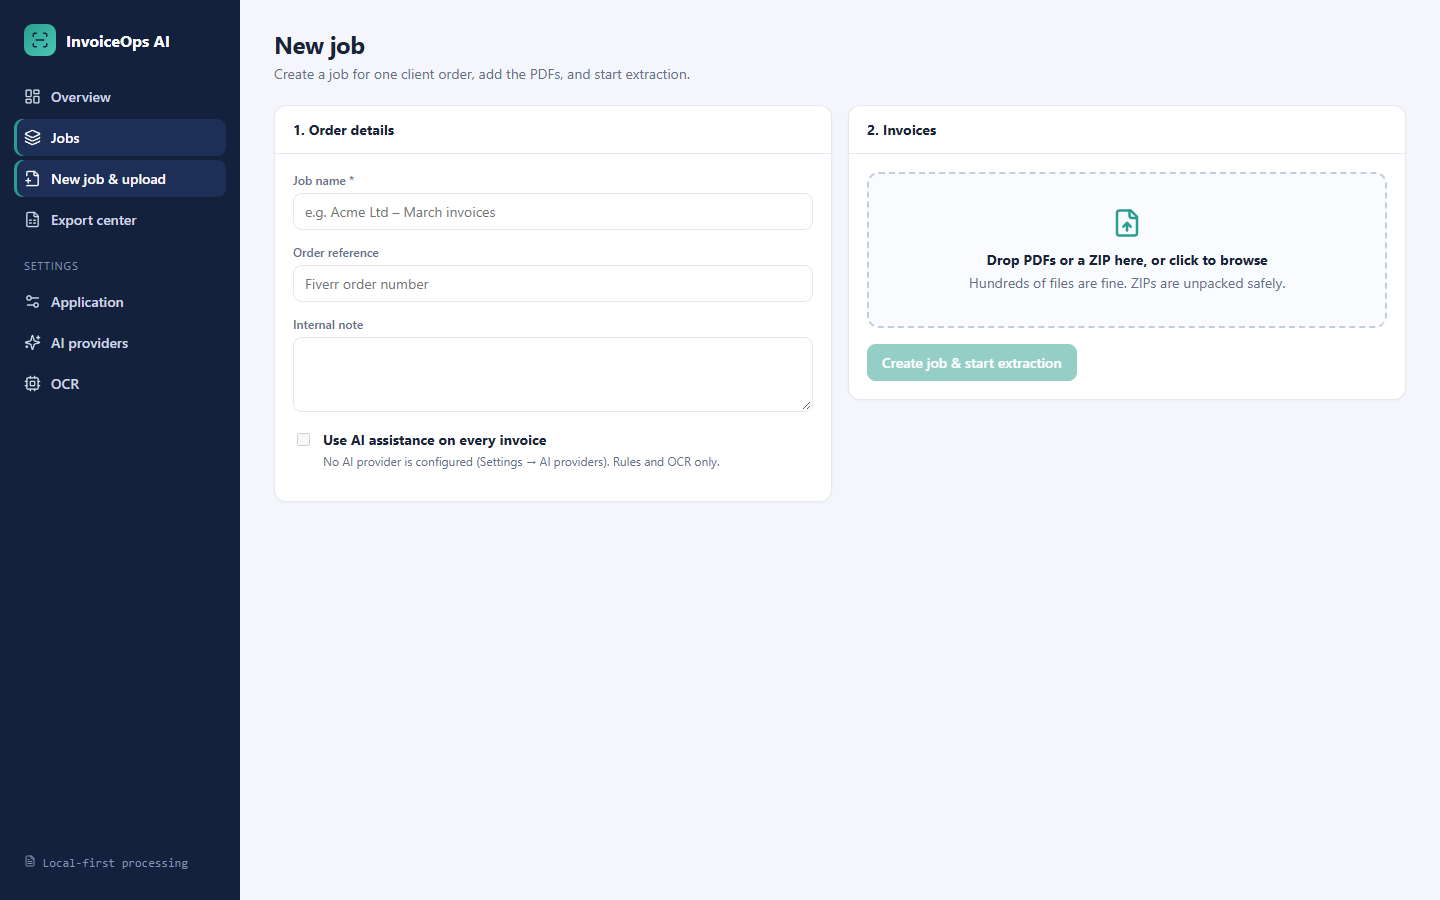 InvoiceOps AI
Overview
Jobs
New job & upload
Export center
SETTINGS
Application
AI providers
OCR
Local-first processing
New job
Create a job for one client order, add the PDFs, and start extraction.
1. Order details
Job name *
e.g. Acme Ltd – March invoices
Order reference
Fiverr order number
Internal note
Use AI assistance on every invoice
No AI provider is configured (Settings → AI providers). Rules and OCR only.
2. Invoices
Drop PDFs or a ZIP here, or click to browse
Hundreds of files are fine. ZIPs are unpacked safely.
Create job & start extraction